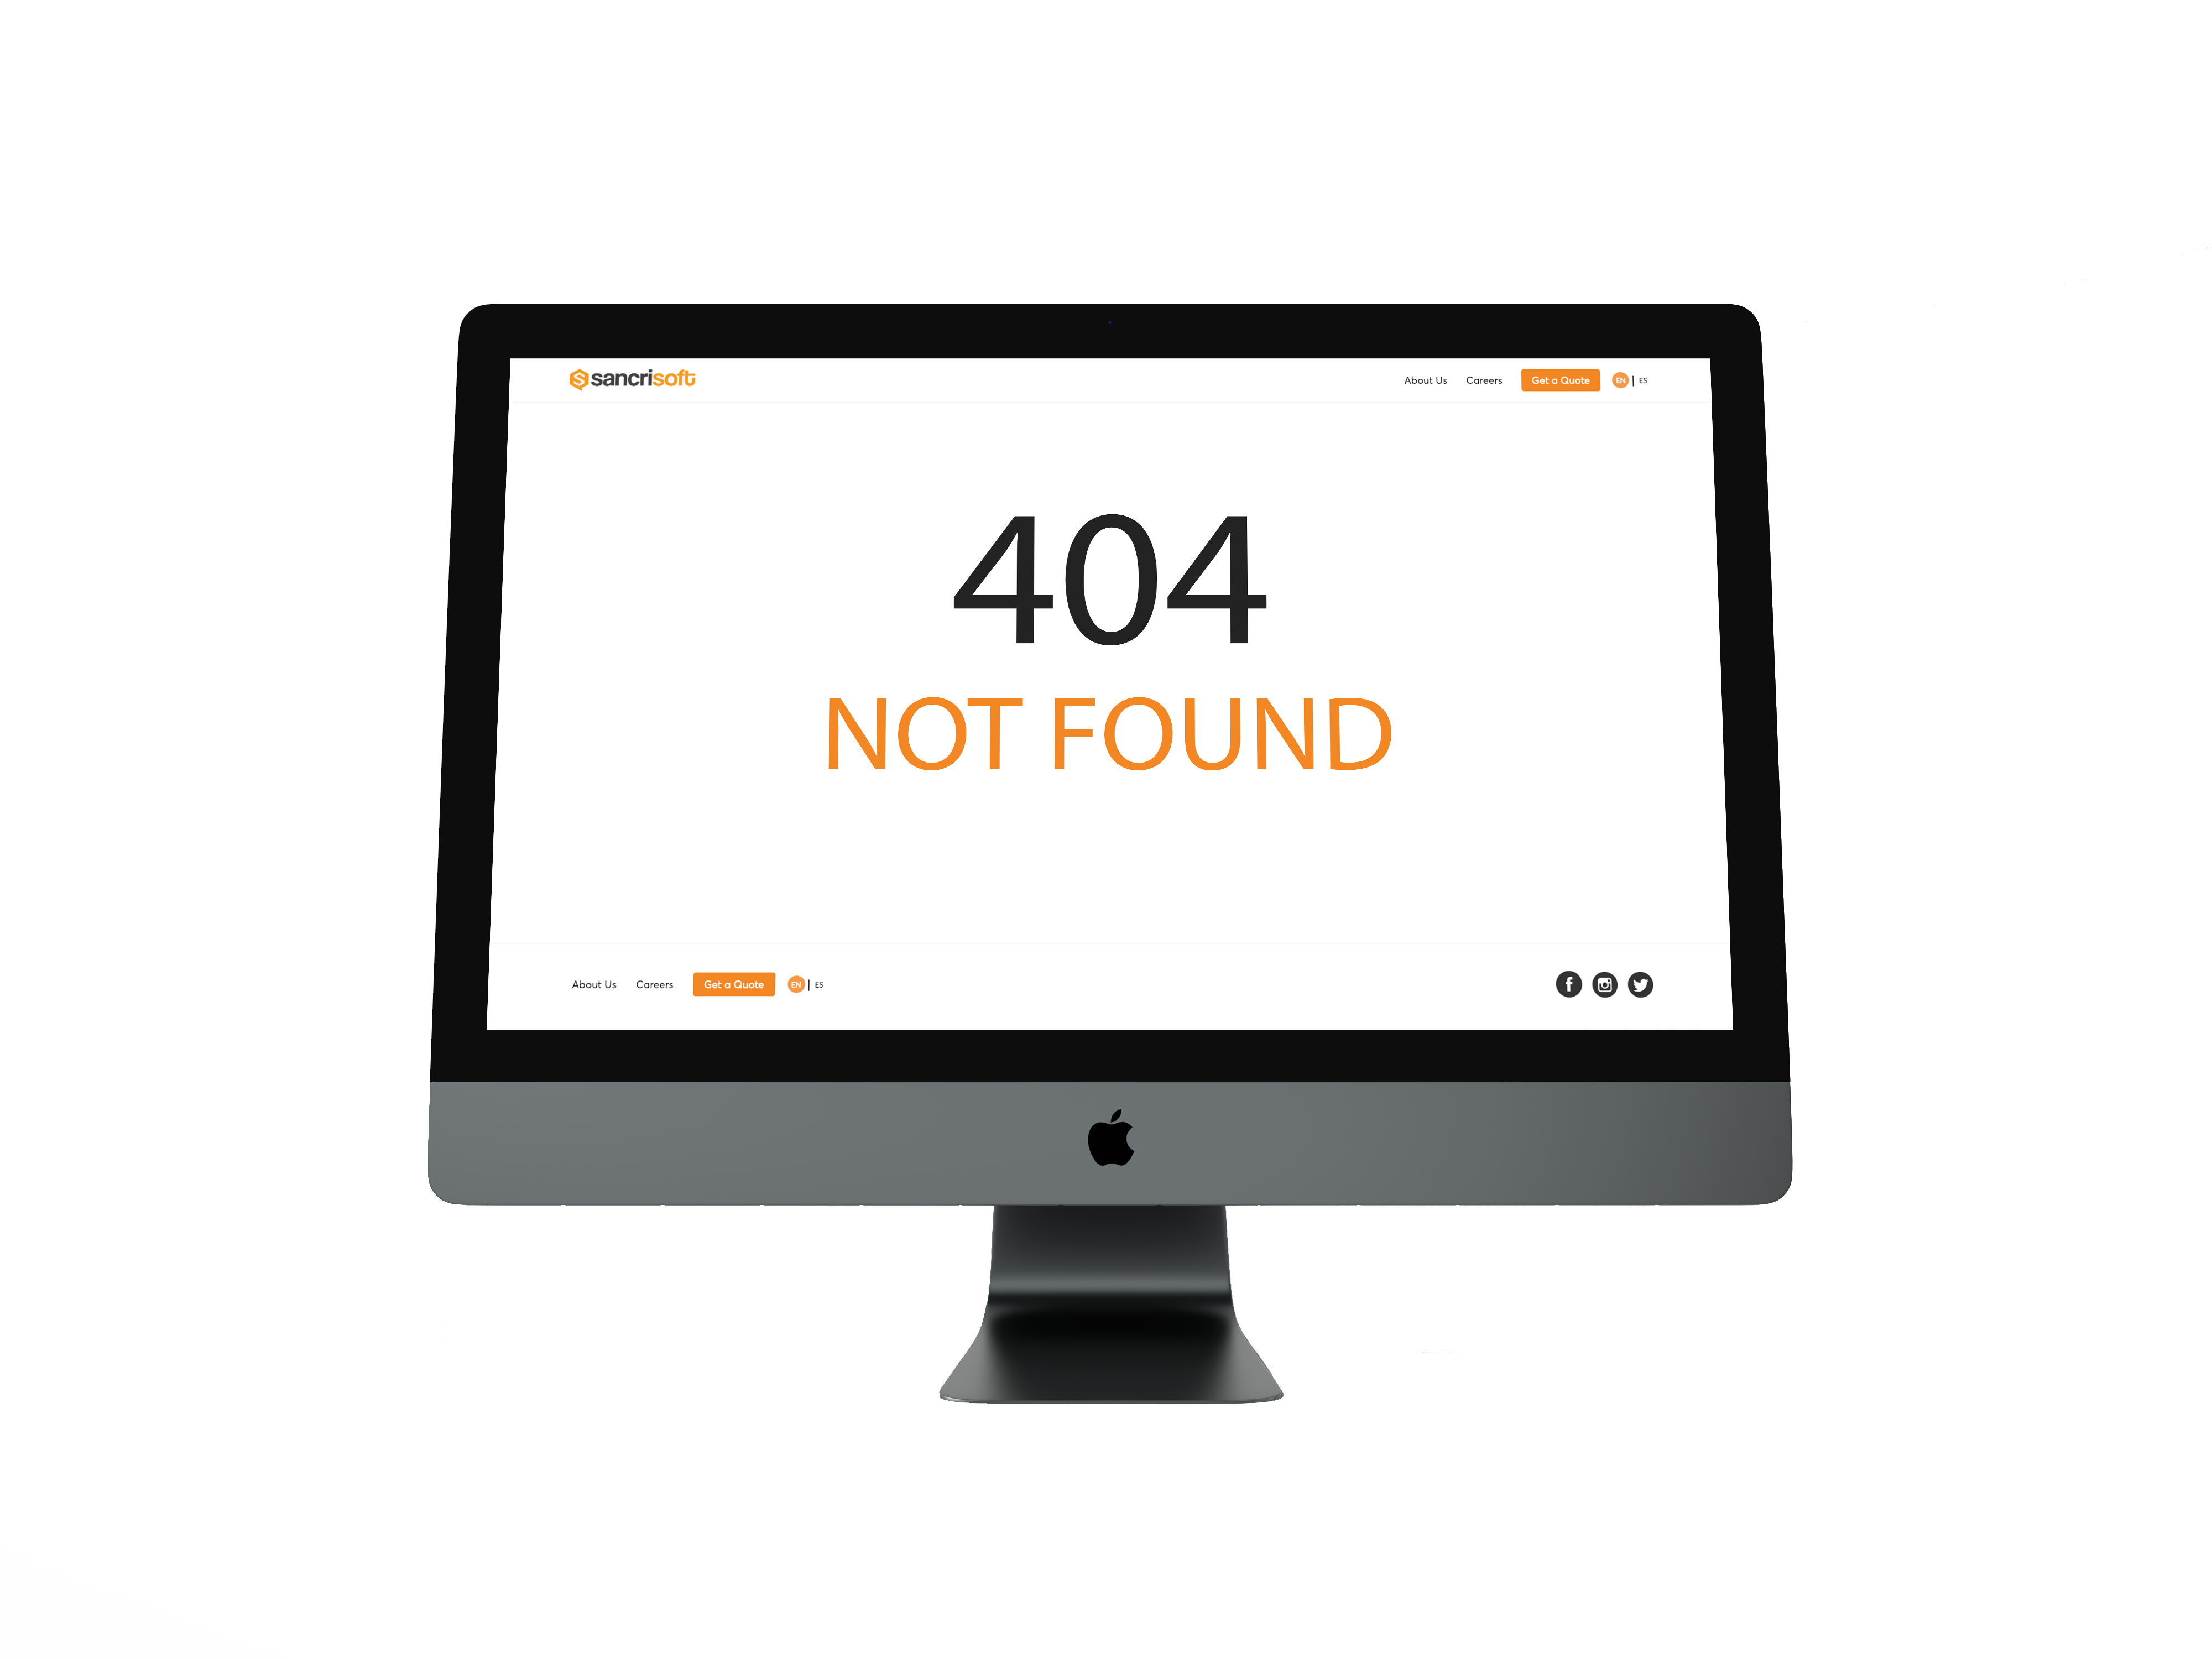 sancrisoft
About Us Careers Get a Quote EN | ES
404
NOT FOUND
About Us Careers Get a Quote EN | ES